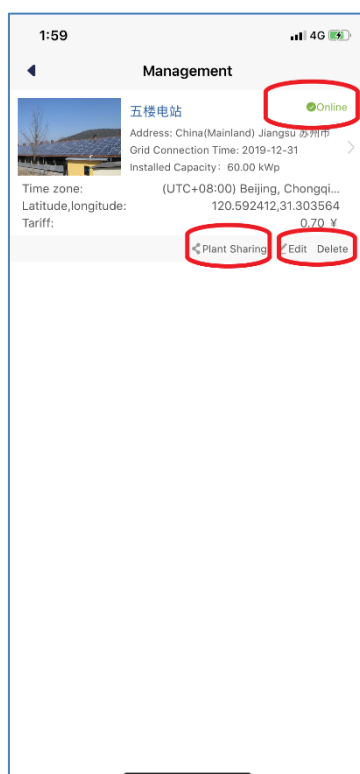 1:59 4G
Management
五楼电站 Online
Address: China(Mainland) Jiangsu 苏州市
Grid Connection Time: 2019-12-31
Installed Capacity: 60.00 kWp
Time zone: (UTC+08:00) Beijing, Chongqi...
Latitude,longitude: 120.592412,31.303564
Tariff: 0.70 ¥
Plant Sharing Edit Delete